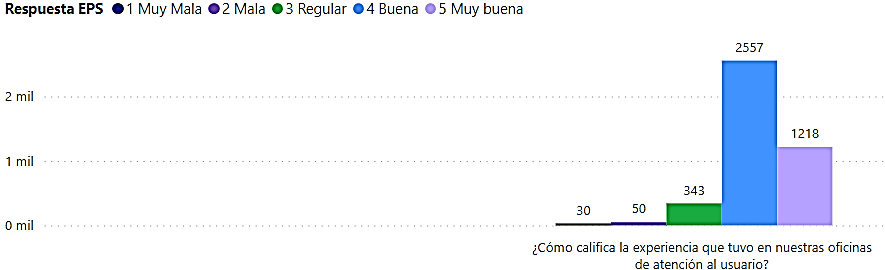 Respuesta EPS 1 Muy Mala 2 Mala 3 Regular 4 Buena 5 Muy buena
2557
2 mil
1218
1 mil
343
30
50
0 mil
¿Cómo califica la experiencia que tuvo en nuestras oficinas
de atención al usuario?